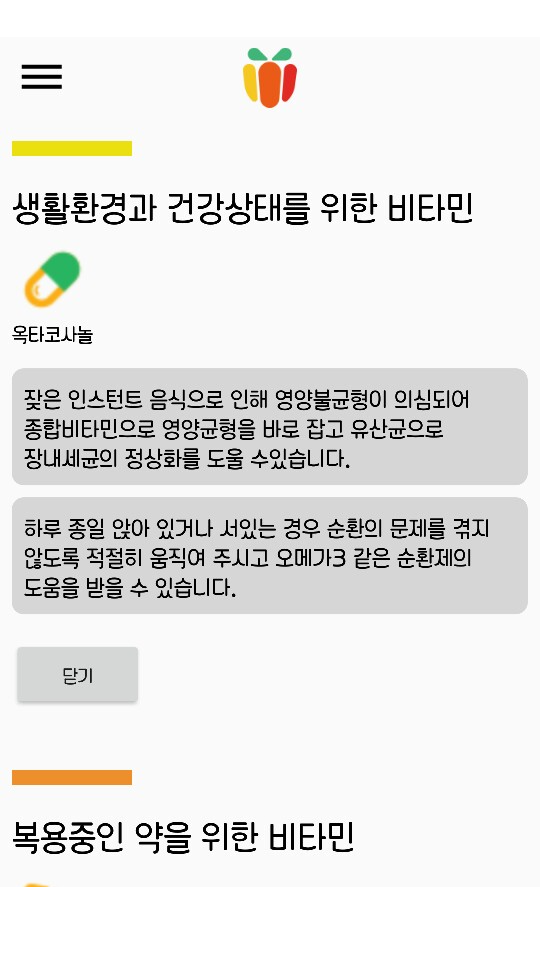 생활환경과 건강상태를 위한 비타민
옥타코사놀
잦은 인스턴트 음식으로 인해 영양불균형이 의심되어
종합비타민으로 영양균형을 바로 잡고 유산균으로
장내세균의 정상화를 도울 수있습니다.
하루 종일 앉아 있거나 서있는 경우 순환의 문제를 겪지
않도록 적절히 움직여 주시고 오메가3 같은 순환제의
도움을 받을 수 있습니다.
닫기
복용중인 약을 위한 비타민